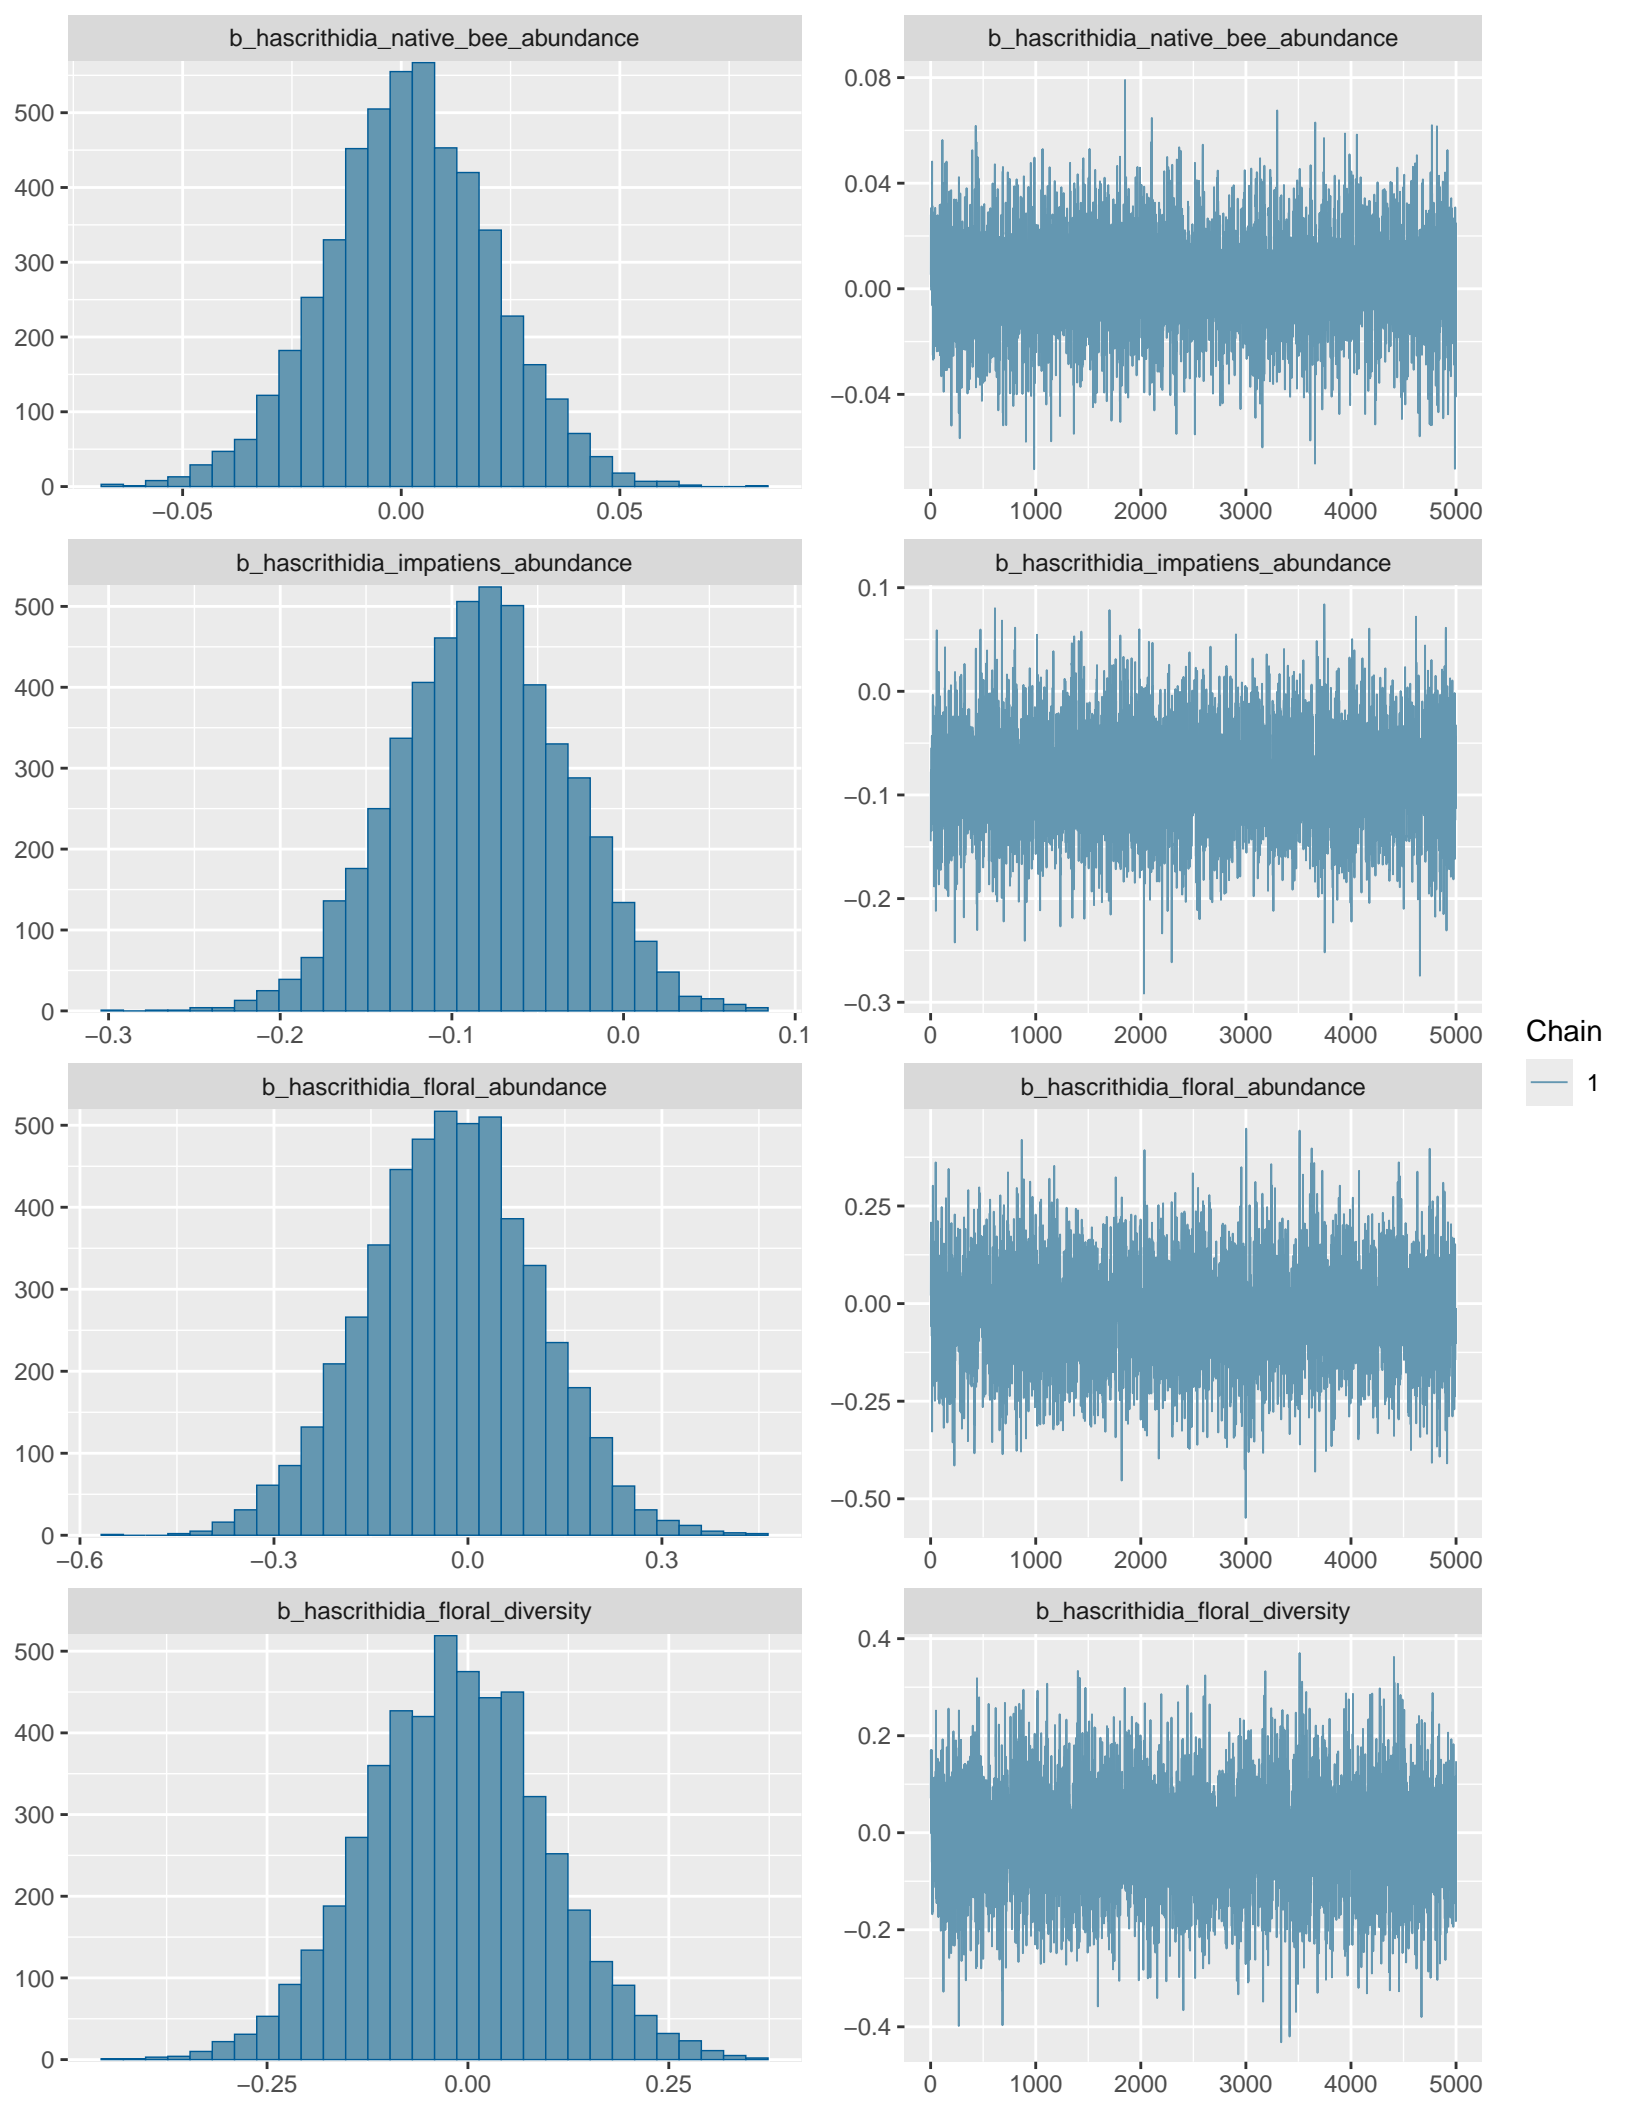 b_hascrithidia_native_bee_abundance
500
400
300
200
100
0
−0.05 0.00 0.05
b_hascrithidia_native_bee_abundance
0.08
0.04
0.00
−0.04
0 1000 2000 3000 4000 5000
b_hascrithidia_impatiens_abundance
500
400
300
200
100
0
−0.3 −0.2 −0.1 0.0 0.1
b_hascrithidia_impatiens_abundance
0.1
0.0
−0.1
−0.2
−0.3
0 1000 2000 3000 4000 5000
b_hascrithidia_floral_abundance
500
400
300
200
100
0
−0.6 −0.3 0.0 0.3
b_hascrithidia_floral_abundance
0.25
0.00
−0.25
−0.50
0 1000 2000 3000 4000 5000
b_hascrithidia_floral_diversity
500
400
300
200
100
0
−0.25 0.00 0.25
b_hascrithidia_floral_diversity
0.4
0.2
0.0
−0.2
−0.4
0 1000 2000 3000 4000 5000
Chain
1